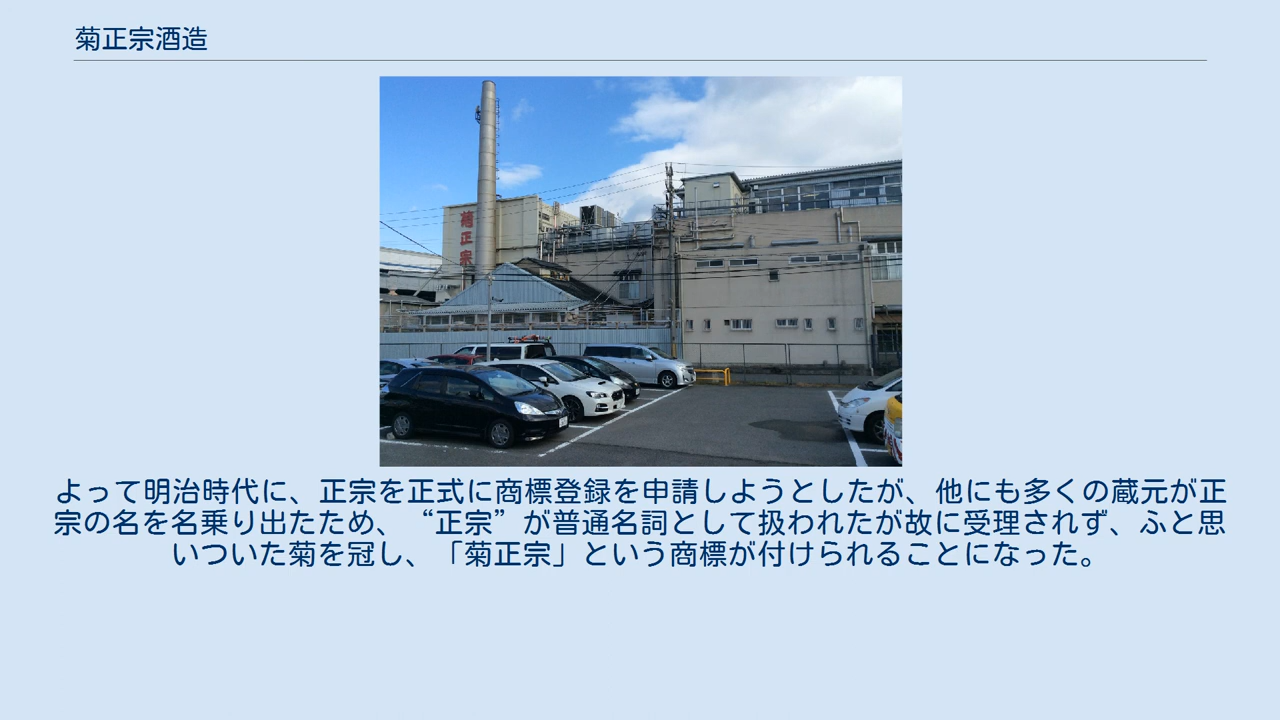 菊正宗酒造
菊正宗
よって明治時代に、正宗を正式に商標登録を申請しようとしたが、他にも多くの蔵元が正
宗の名を名乗り出たため、“正宗”が普通名詞として扱われたが故に受理されず、ふと思
いついた菊を冠し、「菊正宗」という商標が付けられることになった。